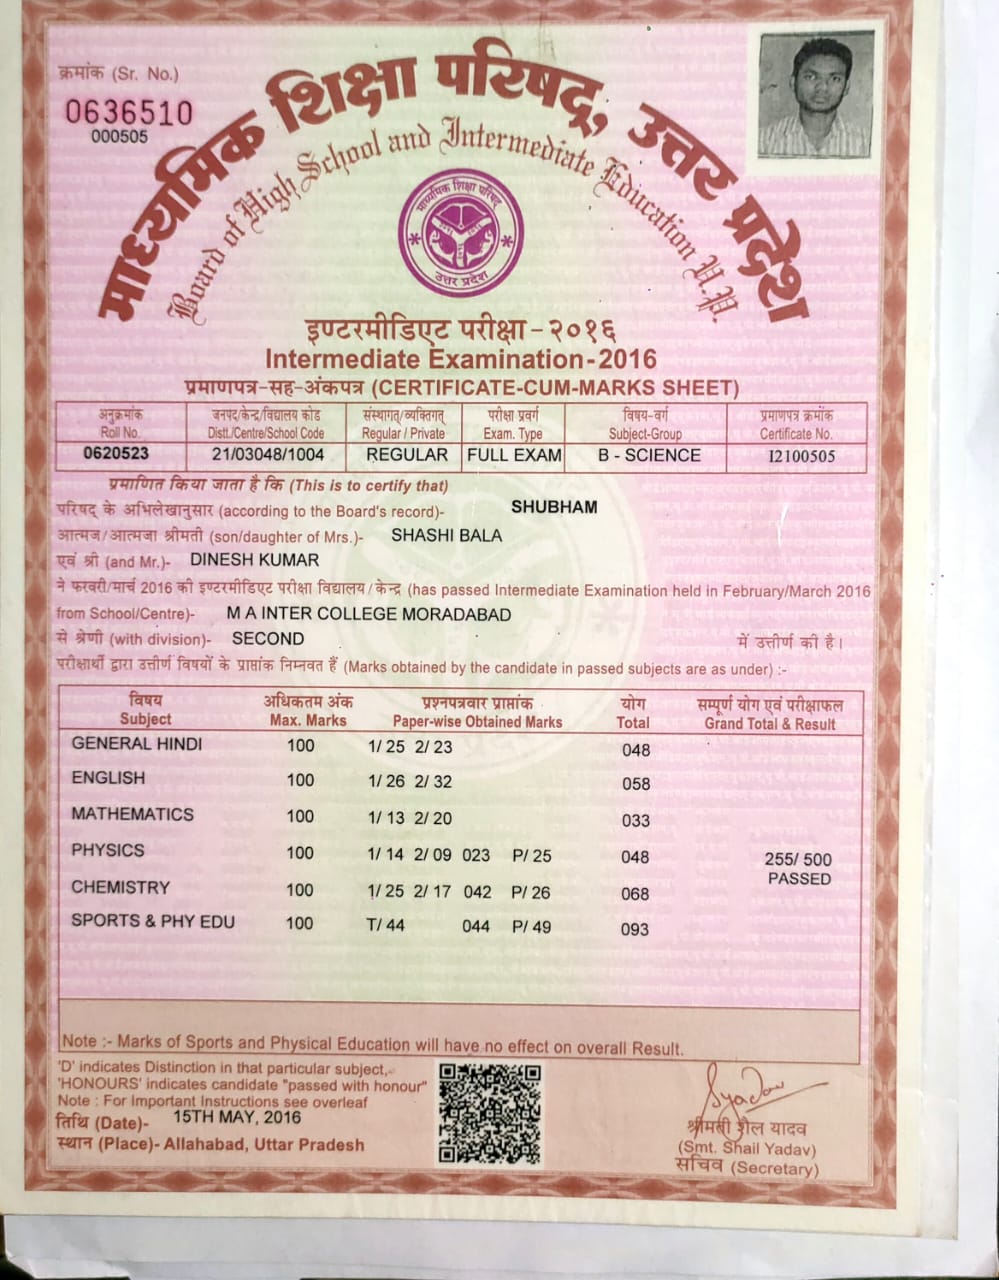 क्रमांक (Sr. No.)
0636510
000505
माध्यमिक शिक्षा परिषद्, उत्तर प्रदेश
Board of High School and Intermediate Education U.P.
माध्यमिक शिक्षा परिषद्
उत्तर प्रदेश
इण्टरमीडिएट परीक्षा-२०१६
Intermediate Examination-2016
प्रमाणपत्र-सह-अंकपत्र (CERTIFICATE-CUM-MARKS SHEET)
अनुक्रमांक जनपद/केन्द्र/विद्यालय कोड संस्थागत्/व्यक्तिगत् परीक्षा प्रवर्ग विषय-वर्ग प्रमाणपत्र क्रमांक
Roll No. Distt./Centre/School Code Regular / Private Exam. Type Subject-Group Certificate No.
0620523 21/03048/1004 REGULAR FULL EXAM B - SCIENCE I2100505
प्रमाणित किया जाता है कि (This is to certify that)
परिषद् के अभिलेखानुसार (according to the Board's record)- SHUBHAM
आत्मज/आत्मजा श्रीमती (son/daughter of Mrs.)- SHASHI BALA
एवं श्री (and Mr.)- DINESH KUMAR
ने फरवरी/मार्च 2016 की इण्टरमीडिएट परीक्षा विद्यालय/केन्द्र (has passed Intermediate Examination held in February/March 2016
from School/Centre)- M A INTER COLLEGE MORADABAD
से श्रेणी (with division)- SECOND में उत्तीर्ण की है।
परीक्षार्थी द्वारा उत्तीर्ण विषयों के प्राप्तांक निम्नवत हैं (Marks obtained by the candidate in passed subjects are as under) :-
विषय अधिकतम अंक प्रश्नपत्रवार प्राप्तांक योग सम्पूर्ण योग एवं परीक्षाफल
Subject Max. Marks Paper-wise Obtained Marks Total Grand Total & Result
GENERAL HINDI 100 1/ 25 2/ 23 048
ENGLISH 100 1/ 26 2/ 32 058
MATHEMATICS 100 1/ 13 2/ 20 033
PHYSICS 100 1/ 14 2/ 09 023 P/ 25 048 255/ 500
PASSED
CHEMISTRY 100 1/ 25 2/ 17 042 P/ 26 068
SPORTS & PHY EDU 100 T/ 44 044 P/ 49 093
Note :- Marks of Sports and Physical Education will have no effect on overall Result.
'D' indicates Distinction in that particular subject,
'HONOURS' indicates candidate "passed with honour"
Note : For Important Instructions see overleaf
तिथि (Date)- 15TH MAY, 2016
स्थान (Place)- Allahabad, Uttar Pradesh
Syadav
श्रीमती शैल यादव
(Smt. Shail Yadav)
सचिव (Secretary)